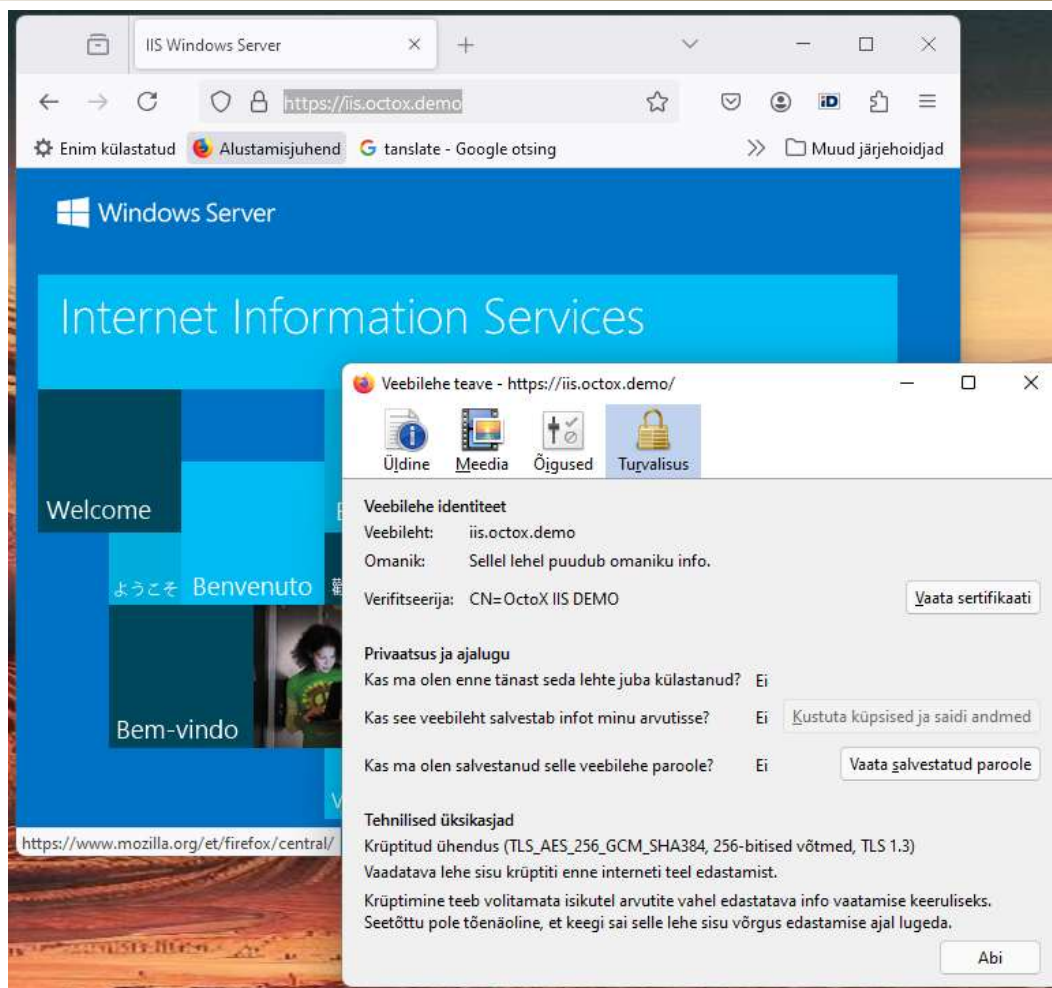 IIS Windows Server
https://iis.octox.demo
iD
Enim külastatud
Alustamisjuhend
G tanslate - Google otsing
Muud järjehoidjad
Windows Server
Internet Information Services
Welcome
ようこそ
Benvenuto
Bem-vindo
V
https://www.mozilla.org/et/firefox/central/
Veebilehe teave - https://iis.octox.demo/
Üldine
Meedia
Õigused
Turvalisus
Veebilehe identiteet
Veebileht: iis.octox.demo
Omanik: Sellel lehel puudub omaniku info.
Verifitseerija: CN=OctoX IIS DEMO
Vaata sertifikaati
Privaatsus ja ajalugu
Kas ma olen enne tänast seda lehte juba külastanud? Ei
Kas see veebileht salvestab infot minu arvutisse? Ei
Kustuta küpsised ja saidi andmed
Kas ma olen salvestanud selle veebilehe paroole? Ei
Vaata salvestatud paroole
Tehnilised üksikasjad
Krüptitud ühendus (TLS_AES_256_GCM_SHA384, 256-bitised võtmed, TLS 1.3)
Vaadatava lehe sisu krüptiti enne interneti teel edastamist.
Krüptimine teeb volitamata isikutel arvutite vahel edastatava info vaatamise keeruliseks.
Seetõttu pole tõenäoline, et keegi sai selle lehe sisu võrgus edastamise ajal lugeda.
Abi